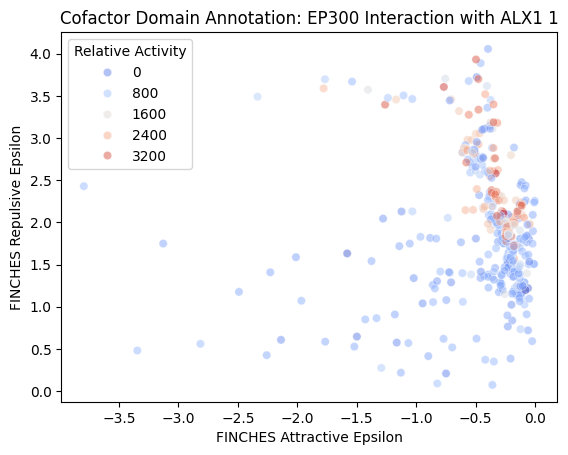 Cofactor Domain Annotation: EP300 Interaction with ALX1 1
Relative Activity
0
800
1600
2400
3200
4.0
3.5
3.0
2.5
2.0
1.5
1.0
0.5
0.0
FINCHES Repulsive Epsilon
−3.5 −3.0 −2.5 −2.0 −1.5 −1.0 −0.5 0.0
FINCHES Attractive Epsilon